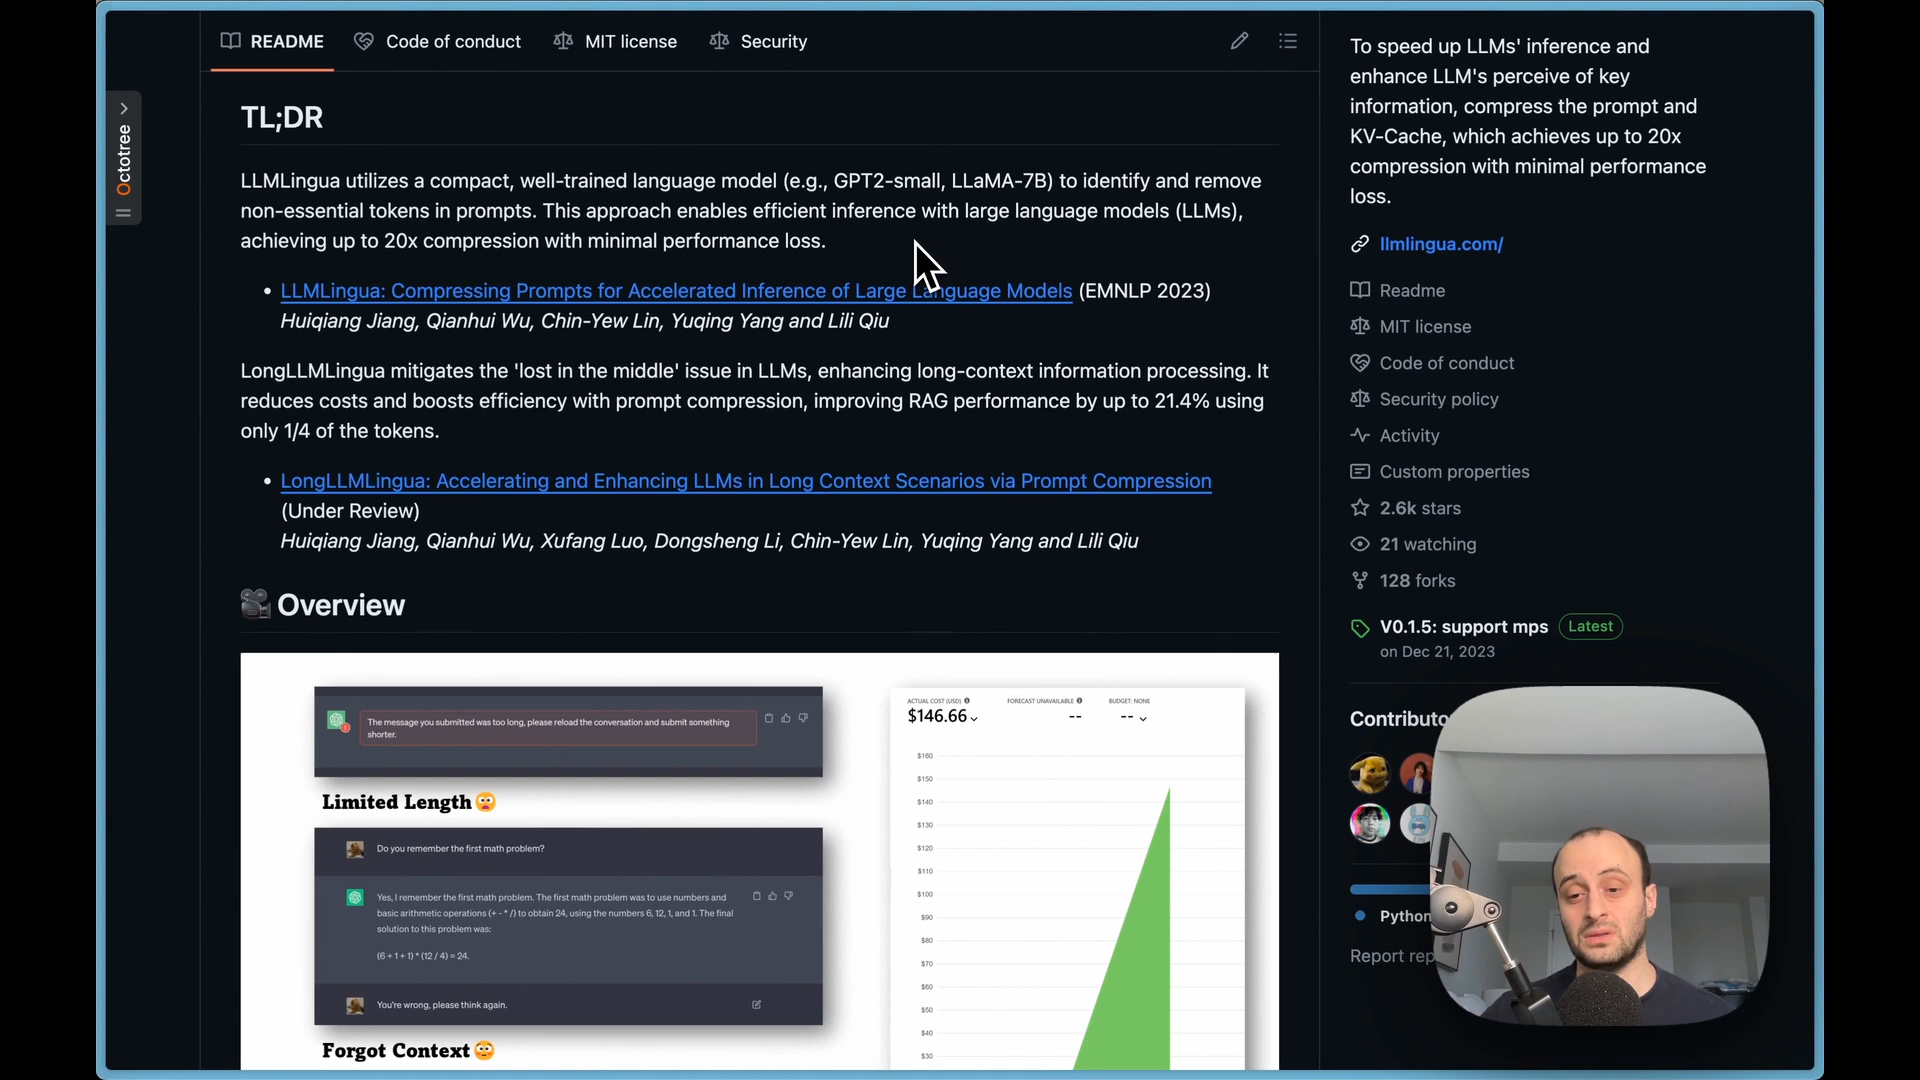 README
Code of conduct
MIT license
Security
Octotree
TL;DR
LLMLingua utilizes a compact, well-trained language model (e.g., GPT2-small, LLaMA-7B) to identify and remove
non-essential tokens in prompts. This approach enables efficient inference with large language models (LLMs),
achieving up to 20x compression with minimal performance loss.
LLMLingua: Compressing Prompts for Accelerated Inference of Large Language Models (EMNLP 2023)
Huiqiang Jiang, Qianhui Wu, Chin-Yew Lin, Yuqing Yang and Lili Qiu
LongLLMLingua mitigates the 'lost in the middle' issue in LLMs, enhancing long-context information processing. It
reduces costs and boosts efficiency with prompt compression, improving RAG performance by up to 21.4% using
only 1/4 of the tokens.
LongLLMLingua: Accelerating and Enhancing LLMs in Long Context Scenarios via Prompt Compression
(Under Review)
Huiqiang Jiang, Qianhui Wu, Xufang Luo, Dongsheng Li, Chin-Yew Lin, Yuqing Yang and Lili Qiu
Overview
The message you submitted was too long, please reload the conversation and submit something
shorter.
Limited Length
Do you remember the first math problem?
Yes, I remember the first math problem. The first math problem was to use numbers and
basic arithmetic operations (+ - * /) to obtain 24, using the numbers 6, 12, 1, and 1. The final
solution to this problem was:
(6 + 1 + 1) * (12 / 4) = 24.
You're wrong, please think again.
Forgot Context
ACTUAL COST (USD)
$146.66
FORECAST UNAVAILABLE
--
BUDGET: NONE
--
$160
$150
$140
$130
$120
$110
$100
$90
$80
$70
$60
$50
$40
$30
To speed up LLMs' inference and
enhance LLM's perceive of key
information, compress the prompt and
KV-Cache, which achieves up to 20x
compression with minimal performance
loss.
llmlingua.com/
Readme
MIT license
Code of conduct
Security policy
Activity
Custom properties
2.6k stars
21 watching
128 forks
V0.1.5: support mps Latest
on Dec 21, 2023
Contributo
Python
Report rep